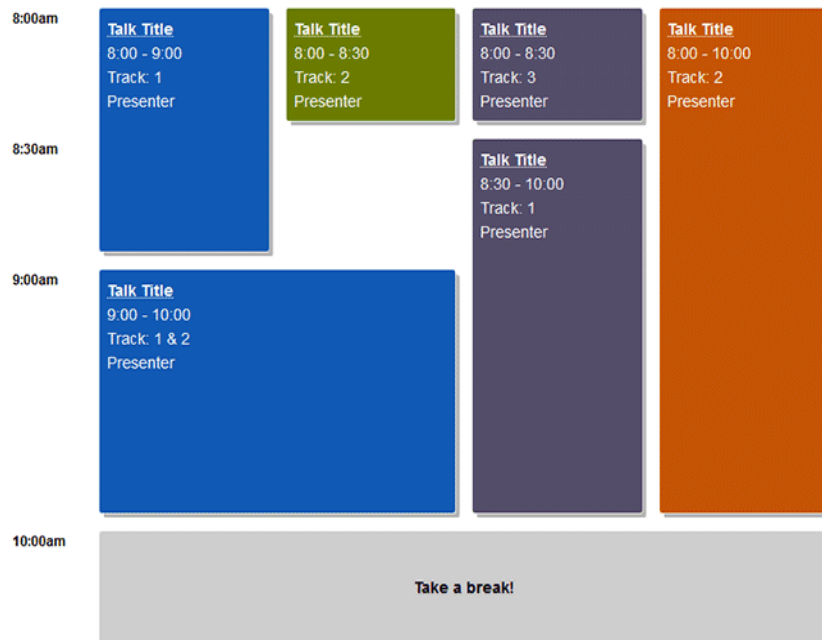 8:00am
Talk Title
8:00 - 9:00
Track: 1
Presenter
Talk Title
8:00 - 8:30
Track: 2
Presenter
Talk Title
8:00 - 8:30
Track: 3
Presenter
Talk Title
8:00 - 10:00
Track: 2
Presenter
8:30am
Talk Title
8:30 - 10:00
Track: 1
Presenter
9:00am
Talk Title
9:00 - 10:00
Track: 1 & 2
Presenter
10:00am
Take a break!